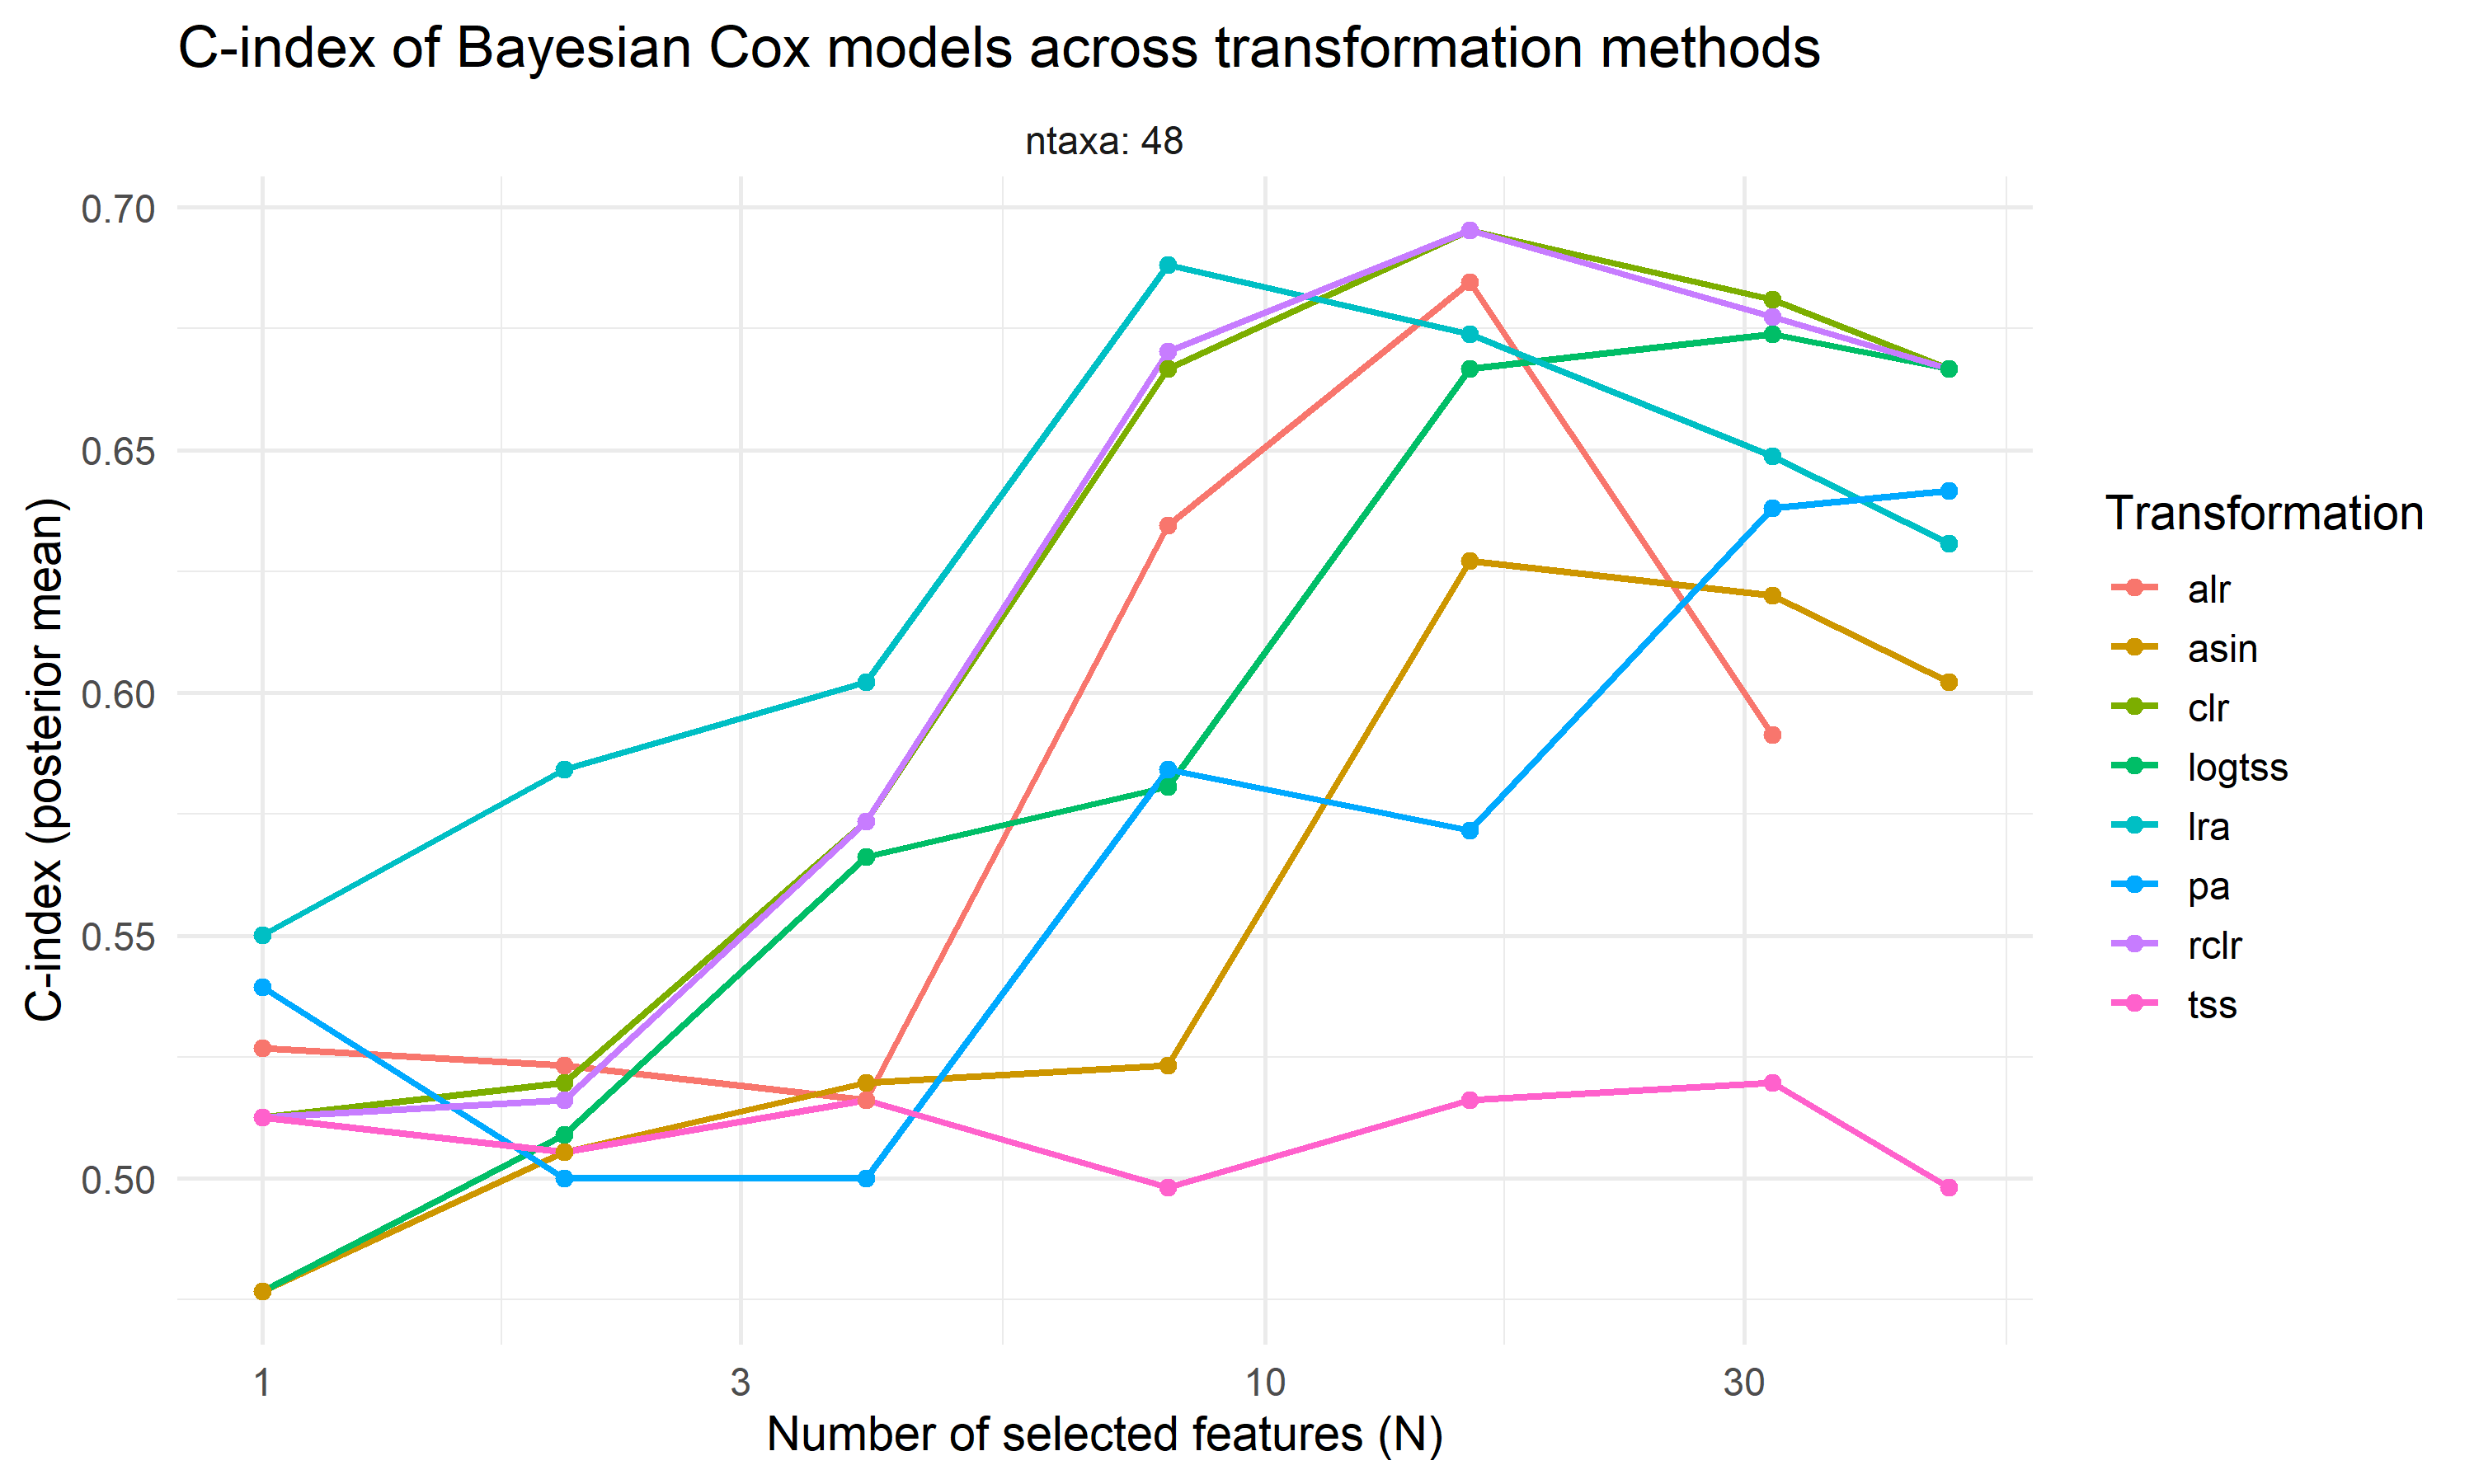 C-index of Bayesian Cox models across transformation methods
ntaxa: 48
0.70
0.65
0.60
0.55
0.50
C-index (posterior mean)
1 3 10 30
Number of selected features (N)
Transformation
alr
asin
clr
logtss
lra
pa
rclr
tss